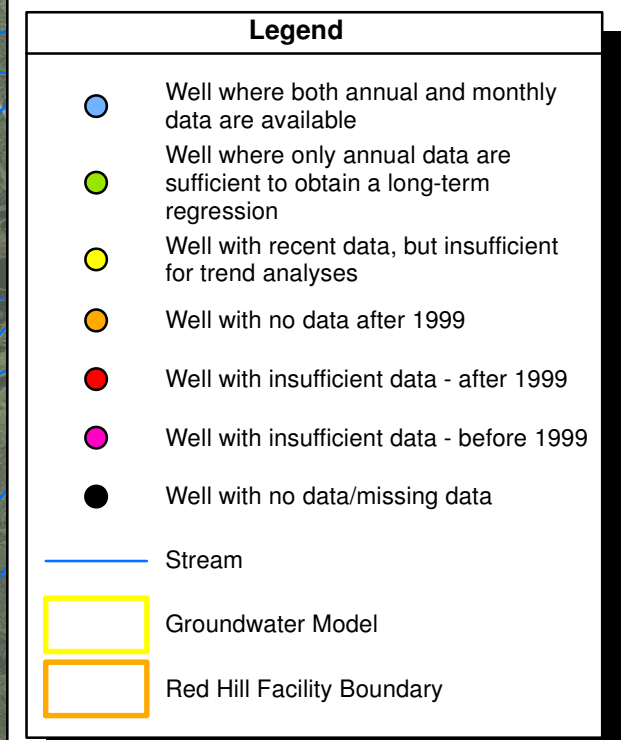 Legend
Well where both annual and monthly
data are available
Well where only annual data are
sufficient to obtain a long-term
regression
Well with recent data, but insufficient
for trend analyses
Well with no data after 1999
Well with insufficient data - after 1999
Well with insufficient data - before 1999
Well with no data/missing data
Stream
Groundwater Model
Red Hill Facility Boundary